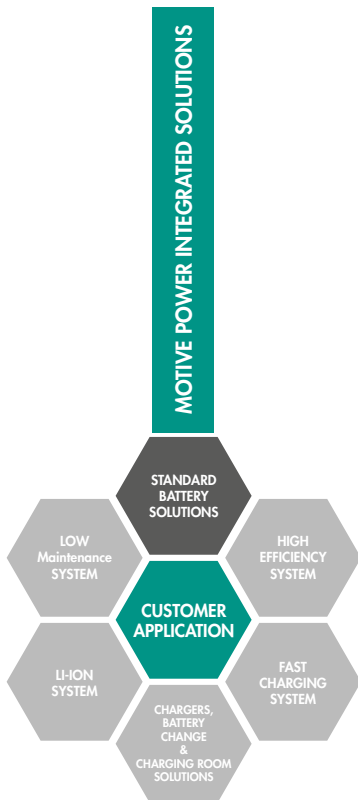 MOTIVE POWER INTEGRATED SOLUTIONS
STANDARD
BATTERY
SOLUTIONS
LOW
Maintenance
SYSTEM
HIGH
EFFICIENCY
SYSTEM
CUSTOMER
APPLICATION
LI-ION
SYSTEM
FAST
CHARGING
SYSTEM
CHARGERS,
BATTERY
CHANGE
&
CHARGING ROOM
SOLUTIONS